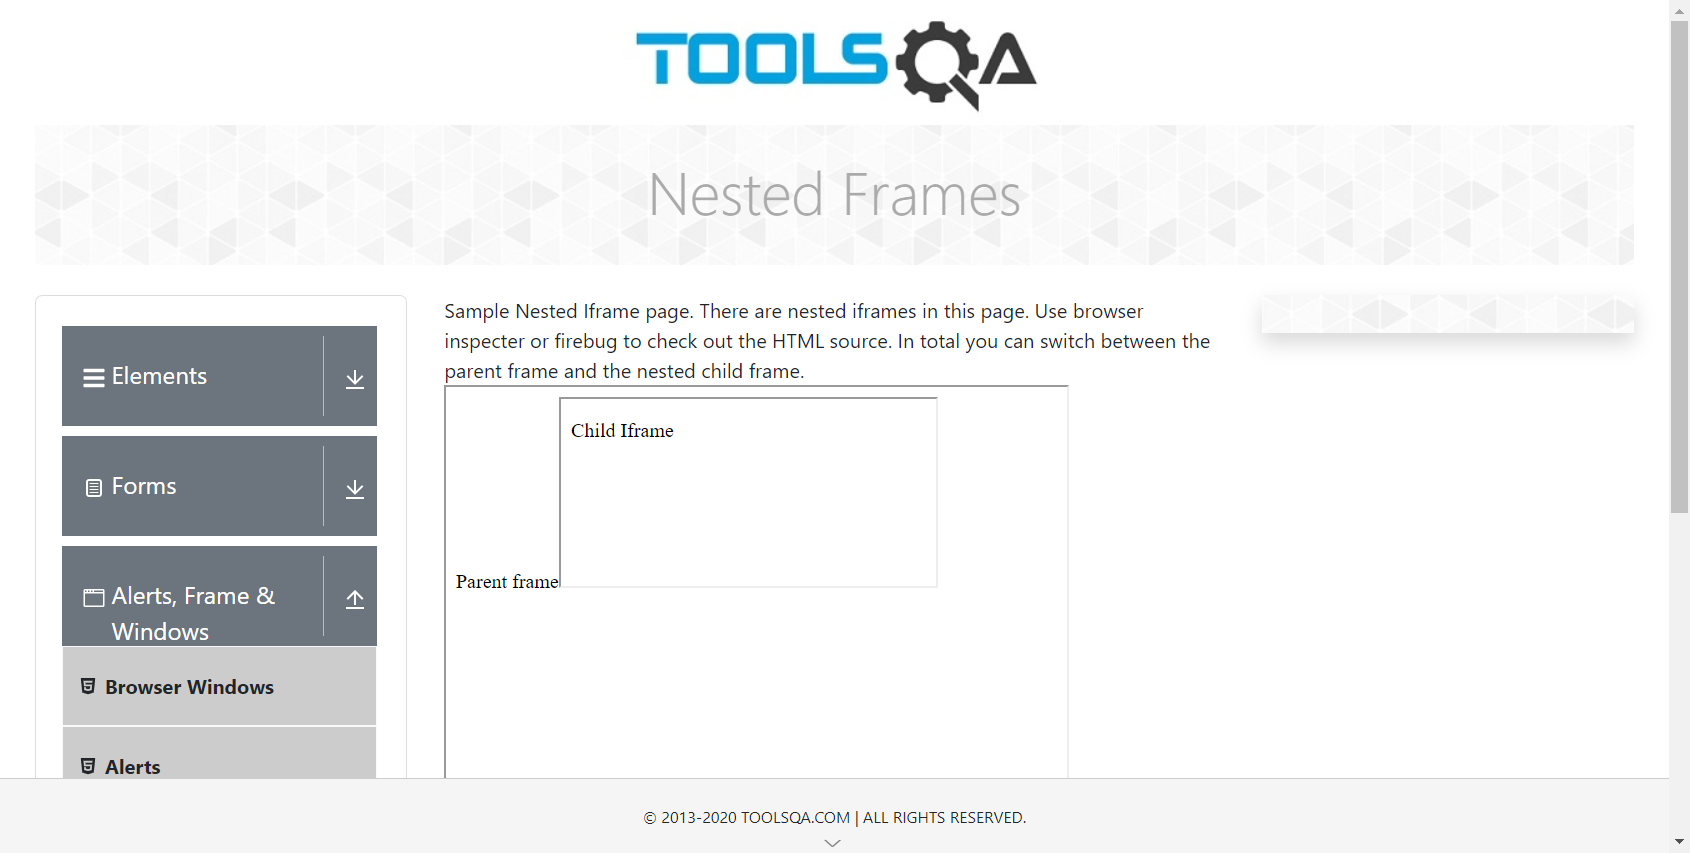 TOOLSQA
Nested Frames
Elements
Forms
Alerts, Frame &
Windows
Browser Windows
Alerts
Sample Nested Iframe page. There are nested iframes in this page. Use browser
inspecter or firebug to check out the HTML source. In total you can switch between the
parent frame and the nested child frame.
Child Iframe
Parent frame
© 2013-2020 TOOLSQA.COM | ALL RIGHTS RESERVED.